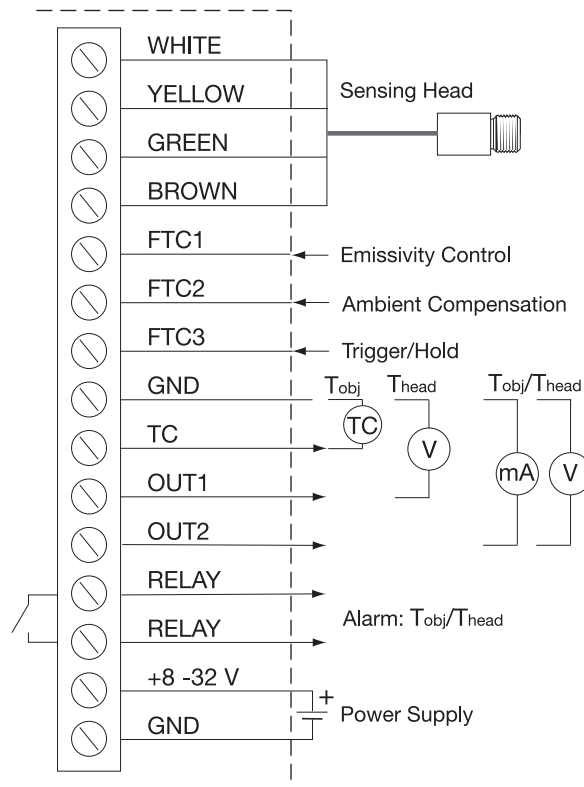 WHITE
YELLOW
Sensing Head
GREEN
BROWN
FTC1
Emissivity Control
FTC2
Ambient Compensation
FTC3
Trigger/Hold
GND
Tobj
Thead
Tobj/Thead
TC
TC
V
mA
V
OUT1
OUT2
RELAY
Alarm: Tobj/Thead
RELAY
+8 -32 V
+
Power Supply
GND